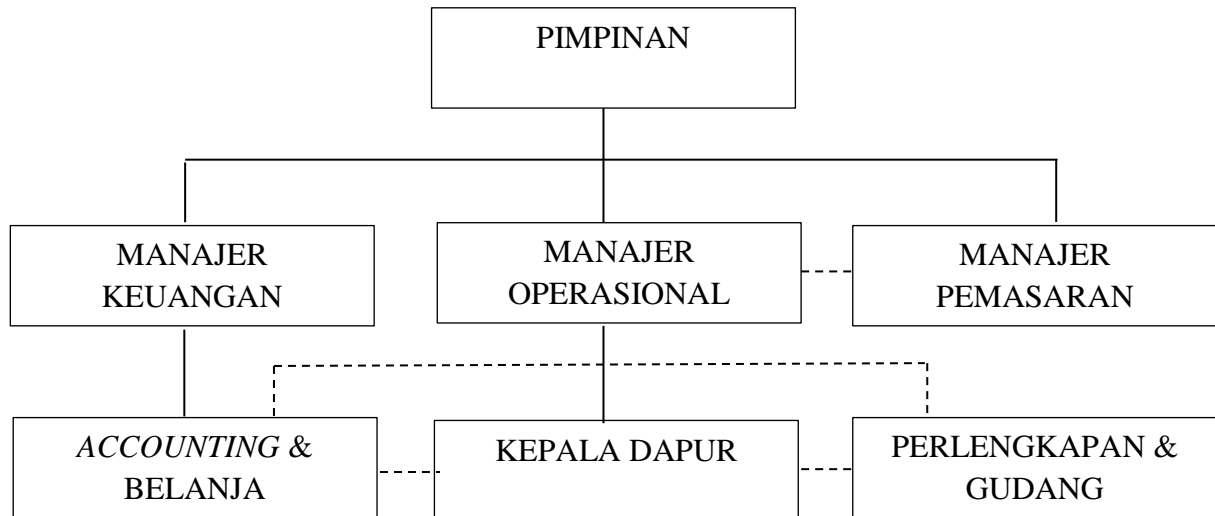 PIMPINAN
MANAJER
KEUANGAN
MANAJER
OPERASIONAL
MANAJER
PEMASARAN
ACCOUNTING &
BELANJA
KEPALA DAPUR
PERLENGKAPAN &
GUDANG